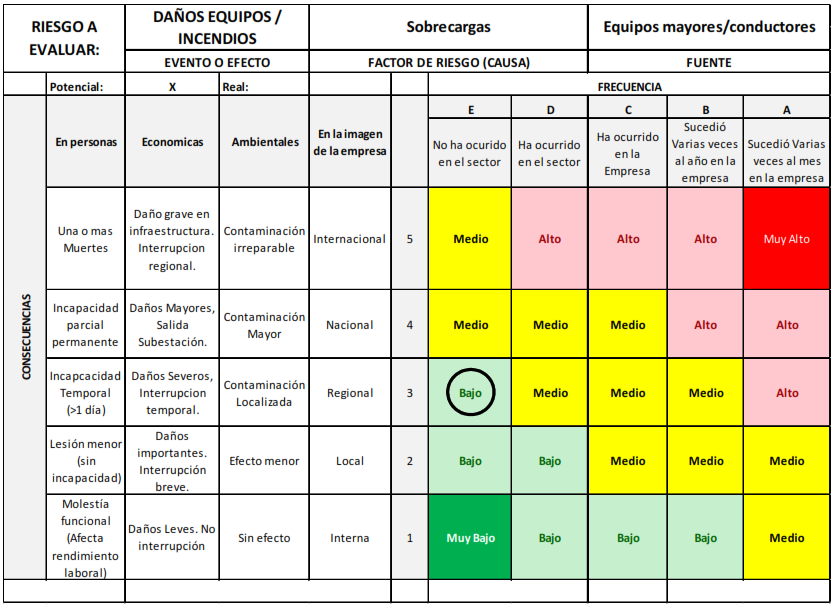 RIESGO A
EVALUAR:
DAÑOS EQUIPOS /
INCENDIOS
Sobrecargas
Equipos mayores/conductores
EVENTO O EFECTO
FACTOR DE RIESGO (CAUSA)
FUENTE
Potencial:
X
Real:
FRECUENCIA
CONSECUENCIAS
En personas
Economicas
Ambientales
En la imagen
de la empresa
E
D
C
B
A
No ha ocurido
en el sector
Ha ocurrido
en el sector
Ha ocurrido
en la
Empresa
Sucedió
Varias veces
al año en la
empresa
Sucedió Varias
veces al mes
en la empresa
Una o mas
Muertes
Daño grave en
infraestructura.
Interrupcion
regional.
Contaminación
irreparable
Internacional
5
Medio
Alto
Alto
Alto
Muy Alto
Incapacidad
parcial
permanente
Daños Mayores,
Salida
Subestación.
Contaminación
Mayor
Nacional
4
Medio
Medio
Medio
Alto
Alto
Incapcacidad
Temporal
(>1 día)
Daños Severos,
Interrupcion
temporal.
Contaminación
Localizada
Regional
3
Bajo
Medio
Medio
Medio
Alto
Lesión menor
(sin
incapacidad)
Daños
importantes.
Interrupción
breve.
Efecto menor
Local
2
Bajo
Bajo
Medio
Medio
Medio
Molestía
funcional
(Afecta
rendimiento
laboral)
Daños Leves. No
interrupción
Sin efecto
Interna
1
Muy Bajo
Bajo
Bajo
Bajo
Medio